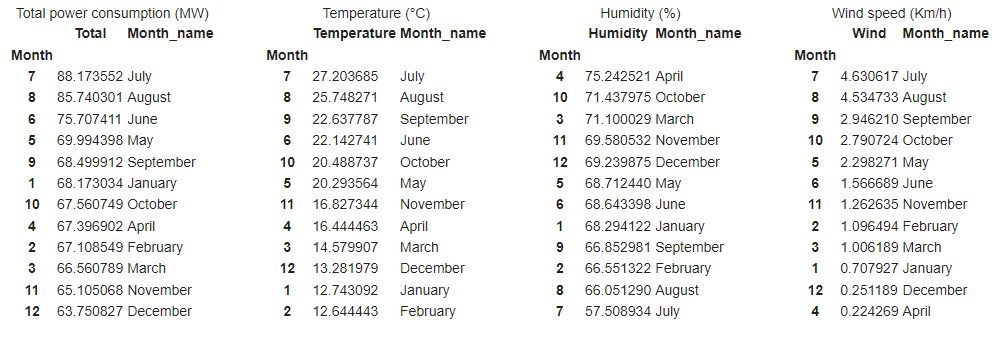 Total power consumption (MW) Temperature (°C) Humidity (%) Wind speed (Km/h)
Total Month_name Temperature Month_name Humidity Month_name Wind Month_name
Month Month Month Month
7 88.173552 July 7 27.203685 July 4 75.242521 April 7 4.630617 July
8 85.740301 August 8 25.748271 August 10 71.437975 October 8 4.534733 August
6 75.707411 June 9 22.637787 September 3 71.100029 March 9 2.946210 September
5 69.994398 May 6 22.142741 June 11 69.580532 November 10 2.790724 October
9 68.499912 September 10 20.488737 October 12 69.239875 December 5 2.298271 May
1 68.173034 January 5 20.293564 May 5 68.712440 May 6 1.566689 June
10 67.560749 October 11 16.827344 November 6 68.643398 June 11 1.262635 November
4 67.396902 April 4 16.444463 April 1 68.294122 January 2 1.096494 February
2 67.108549 February 3 14.579907 March 9 66.852981 September 3 1.006189 March
3 66.560789 March 12 13.281979 December 2 66.551322 February 1 0.707927 January
11 65.105068 November 1 12.743092 January 8 66.051290 August 12 0.251189 December
12 63.750827 December 2 12.644443 February 7 57.508934 July 4 0.224269 April